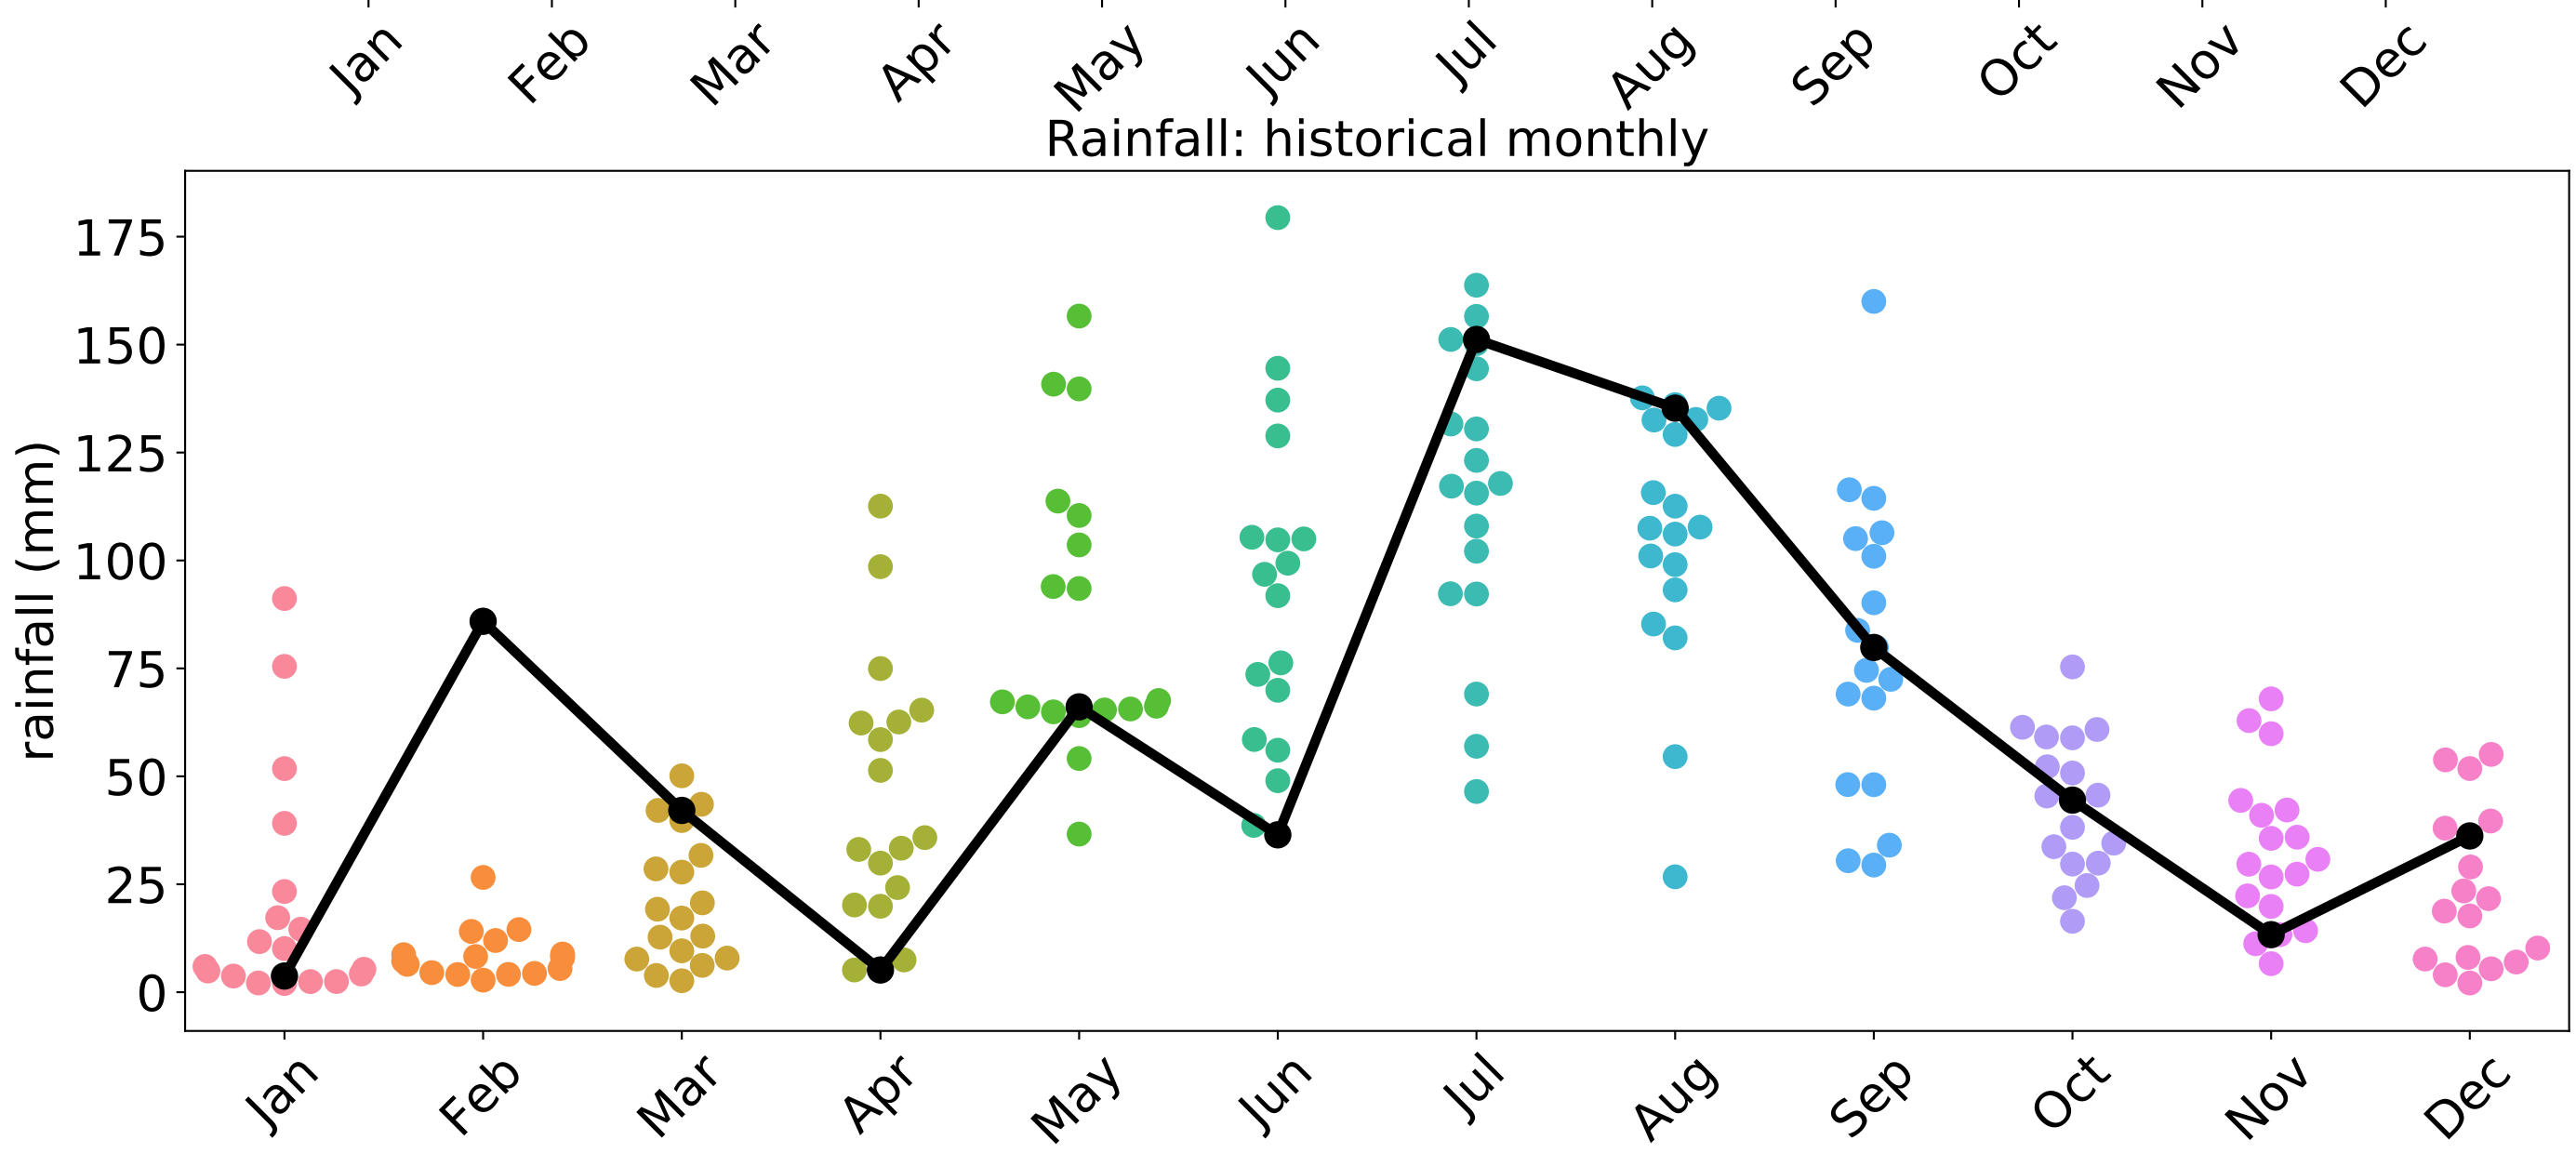 Jan Feb Mar Apr May Jun Jul Aug Sep Oct Nov Dec
Rainfall: historical monthly
rainfall (mm)
175
150
125
100
75
50
25
0
Jan Feb Mar Apr May Jun Jul Aug Sep Oct Nov Dec